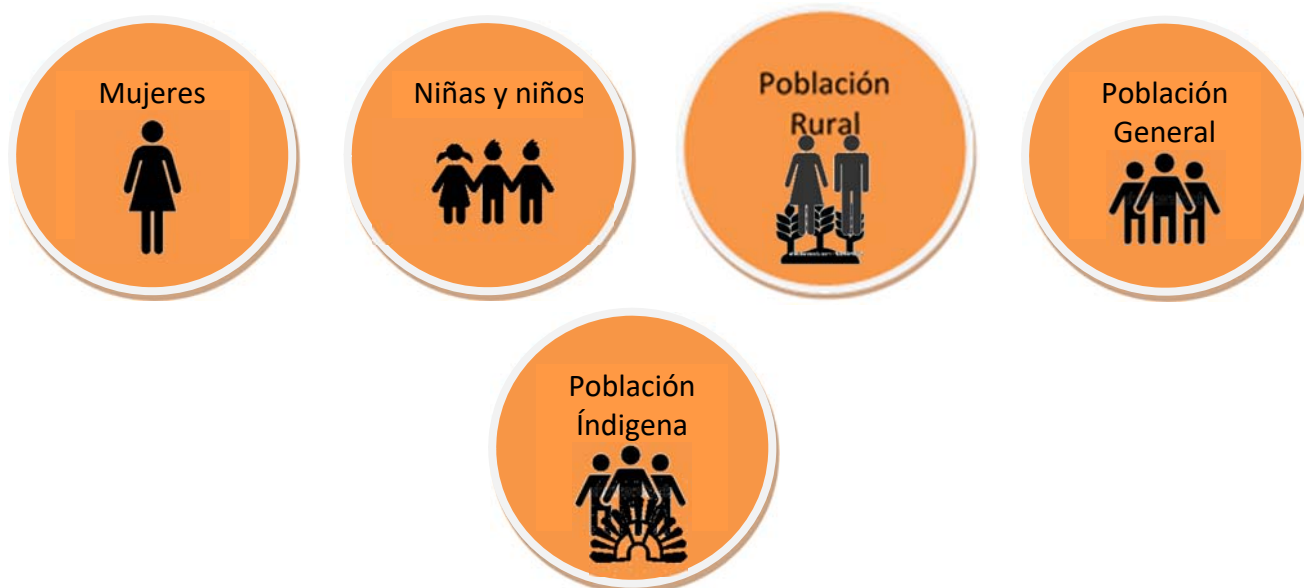 Mujeres
Niñas y niños
Población
Rural
Población
General
Población
Índigena